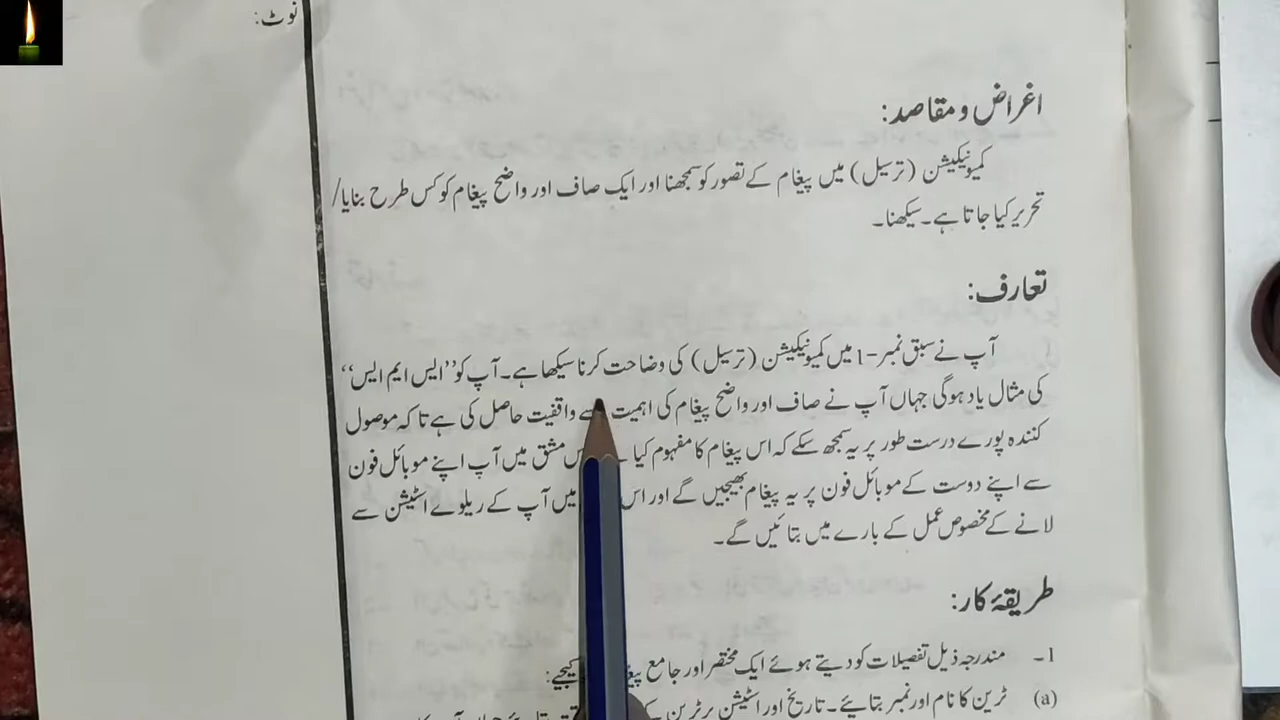 نوٹ:
اغراض و مقاصد:
کمیونیکیشن (ترسیل) میں پیغام کے تصور کو سمجھنا اور ایک صاف اور واضح پیغام کو کس طرح بنایا/
تحریر کیا جاتا ہے۔ سیکھنا۔
تعارف:
آپ نے سبق نمبر-1 میں کمیونیکیشن (ترسیل) کی وضاحت کرنا سیکھا ہے۔ آپ کو ”ایس ایم ایس“
کی مثال یاد ہوگی جہاں آپ نے صاف اور واضح پیغام کی اہمیت سے واقفیت حاصل کی ہے تاکہ موصول
کنندہ پورے درست طور پر یہ سمجھ سکے کہ اس پیغام کا مفہوم کیا مشق میں آپ اپنے موبائل فون
سے اپنے دوست کے موبائل فون پر یہ پیغام بھیجیں گے اور میں آپ کے ریلوے اسٹیشن سے
لانے کے مخصوص عمل کے بارے میں بتائیں گے۔
طریقۂ کار:
1۔ مندرجہ ذیل تفصیلات کو دیتے ہوئے ایک مختصر اور جامع کیجیے:
(a) ٹرین کا نام اور نمبر بتایئے۔ تاریخ اور اسٹیشن پر ٹرین